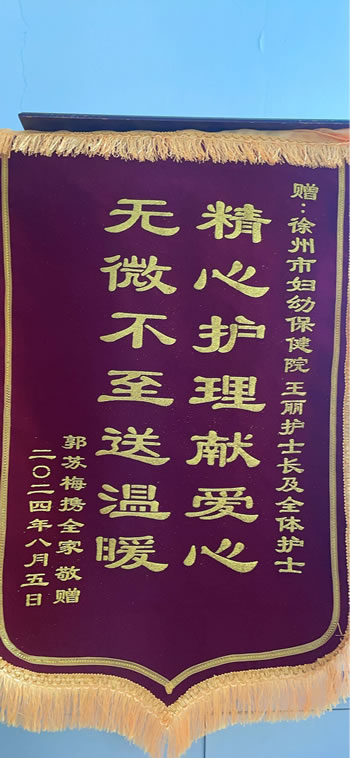 赠：徐州市妇幼保健院 王丽护士长及全体护士
精心护理献爱心
无微不至送温暖
郭苏梅携全家 敬赠
二〇二四年八月五日